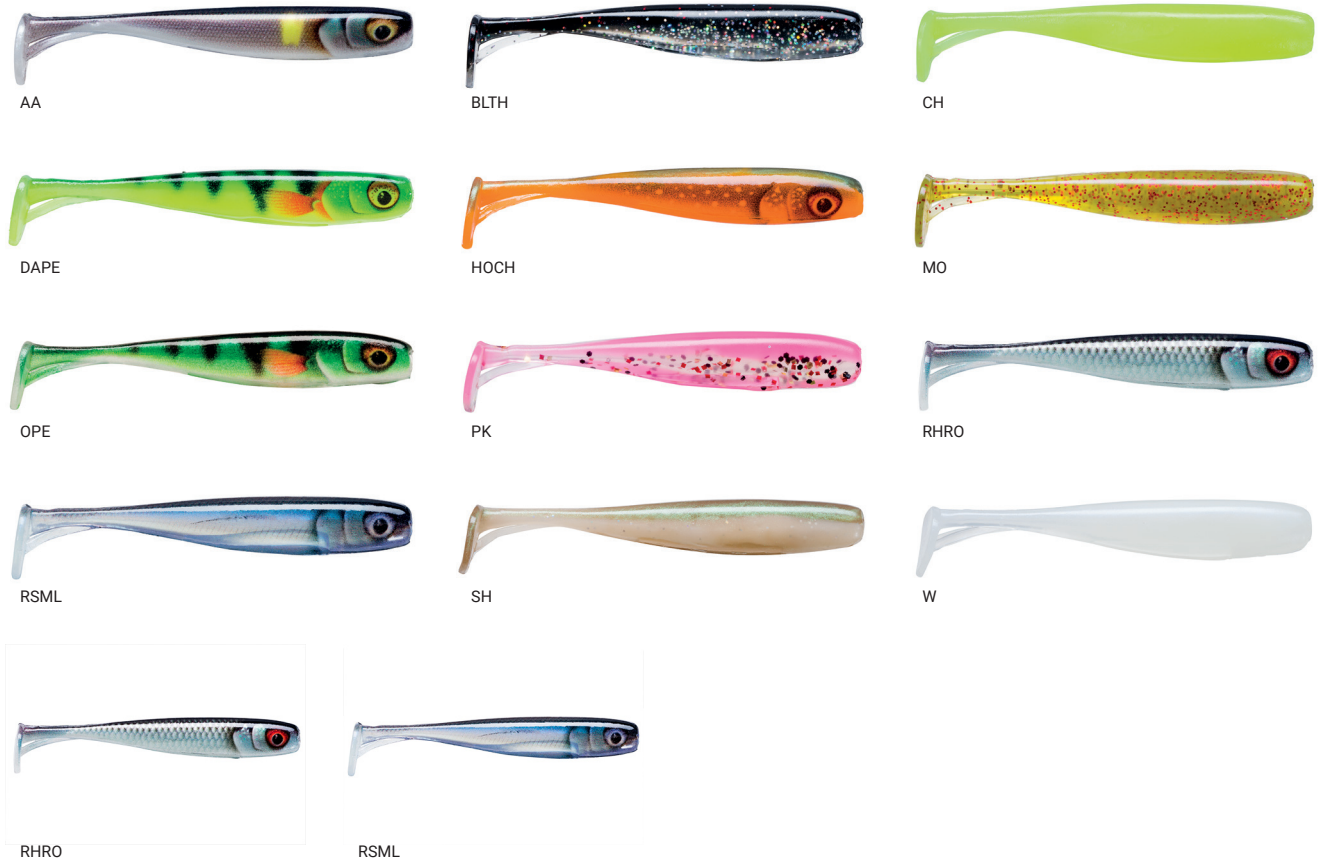 AA
BLTH
CH
DAPE
HOCH
MO
OPE
PK
RHRO
RSML
SH
W
RHRO
RSML